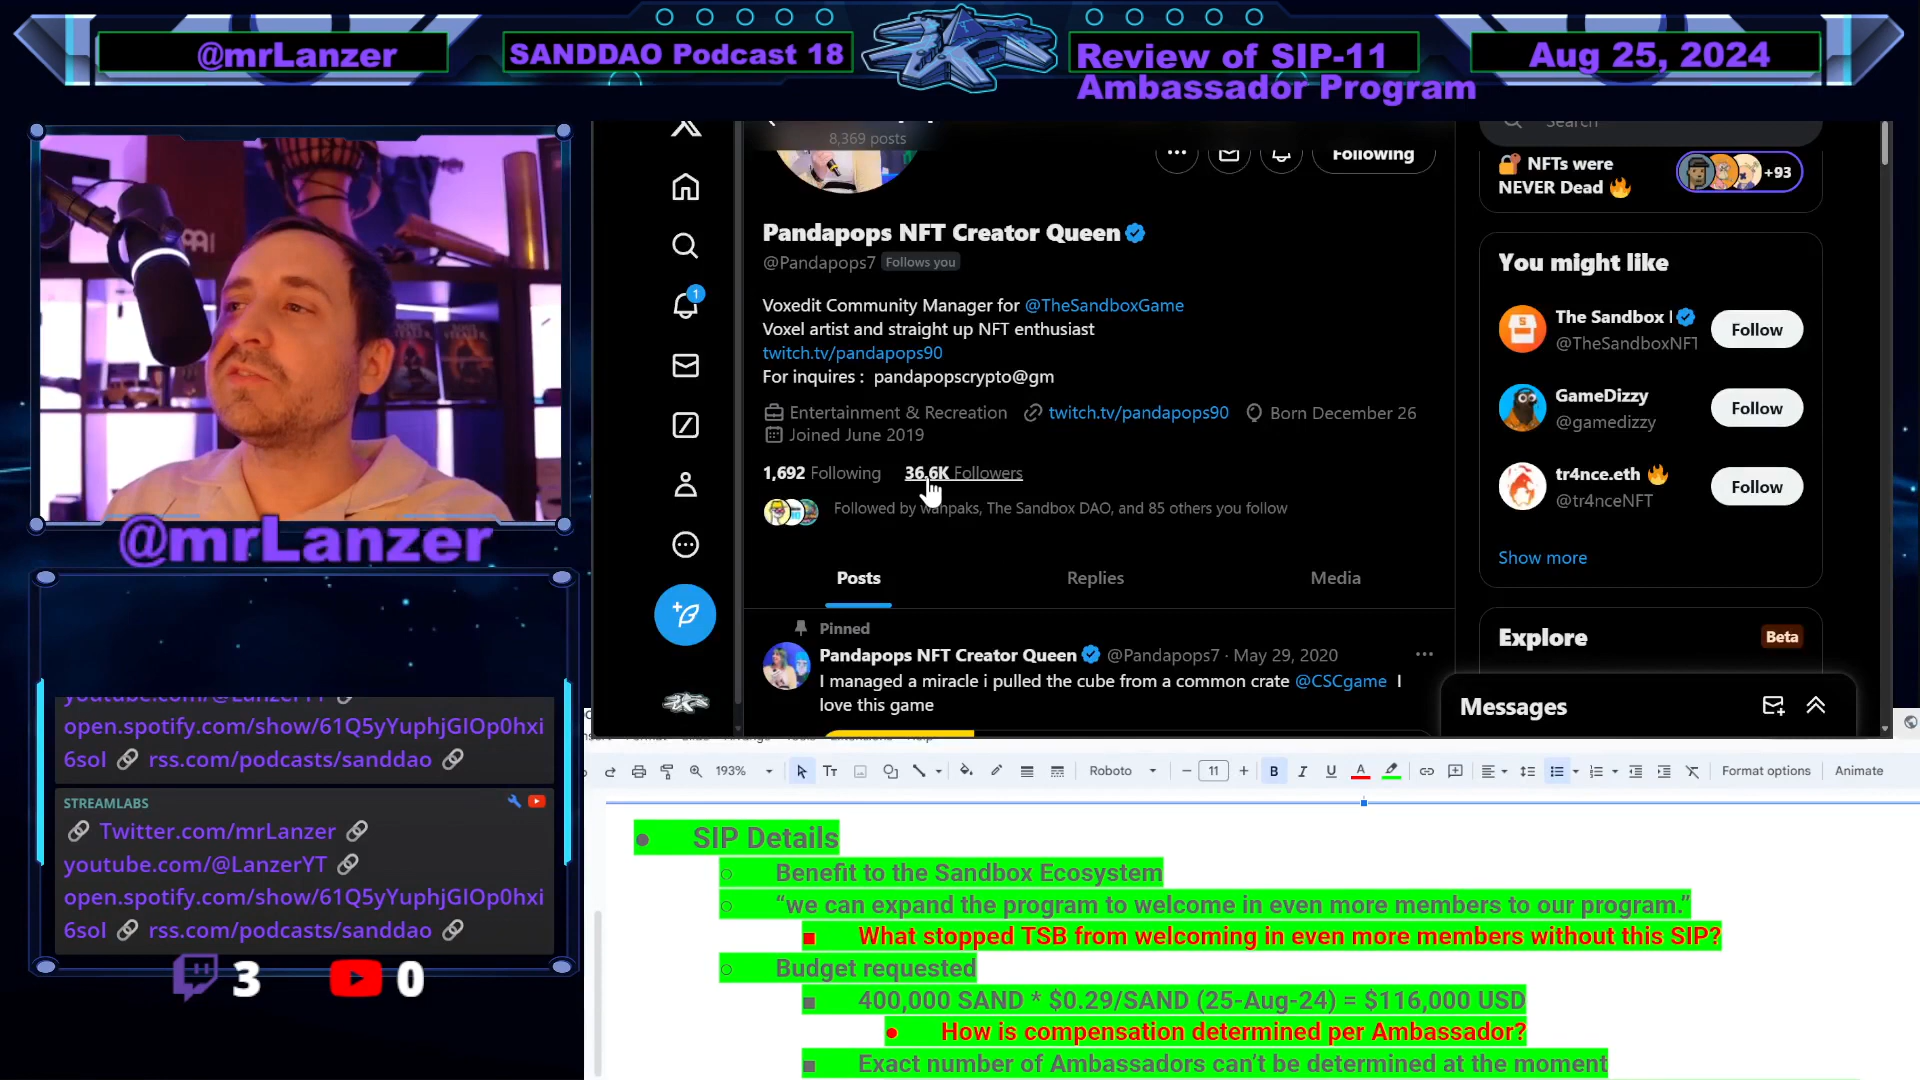 @mrLanzer
SANDDAO Podcast 18
Review of SIP-11
Ambassador Program
Aug 25, 2024
8,369 posts
Following
Search
🔐 NFTs were
NEVER Dead 🔥
+93
Pandapops NFT Creator Queen
@Pandapops7 Follows you
Voxedit Community Manager for @TheSandboxGame
Voxel artist and straight up NFT enthusiast
twitch.tv/pandapops90
For inquires : pandapopscrypto@gm
Entertainment & Recreation twitch.tv/pandapops90 Born December 26
Joined June 2019
1,692 Following 36.6K Followers
Followed by wanpaks, The Sandbox DAO, and 85 others you follow
Posts Replies Media
Pinned
Pandapops NFT Creator Queen @Pandapops7 · May 29, 2020
I managed a miracle i pulled the cube from a common crate @CSCgame I
love this game
1
You might like
The Sandbox
@TheSandboxNFT
Follow
GameDizzy
@gamedizzy
Follow
tr4nce.eth 🔥
@tr4nceNFT
Follow
Show more
Explore
Beta
Messages
@mrLanzer
youtube.com/@LanzerYT 🔗
open.spotify.com/show/61Q5yYuphjGIOp0hxi
6sol 🔗 rss.com/podcasts/sanddao 🔗
STREAMLABS
🔗 Twitter.com/mrLanzer 🔗
youtube.com/@LanzerYT 🔗
open.spotify.com/show/61Q5yYuphjGIOp0hxi
6sol 🔗 rss.com/podcasts/sanddao 🔗
3 0
193% Tт Roboto − 11 + B I U A Format options Animate
● SIP Details
○ Benefit to the Sandbox Ecosystem
○ “we can expand the program to welcome in even more members to our program.”
■ What stopped TSB from welcoming in even more members without this SIP?
○ Budget requested
■ 400,000 SAND * $0.29/SAND (25-Aug-24) = $116,000 USD
● How is compensation determined per Ambassador?
■ Exact number of Ambassadors can’t be determined at the moment